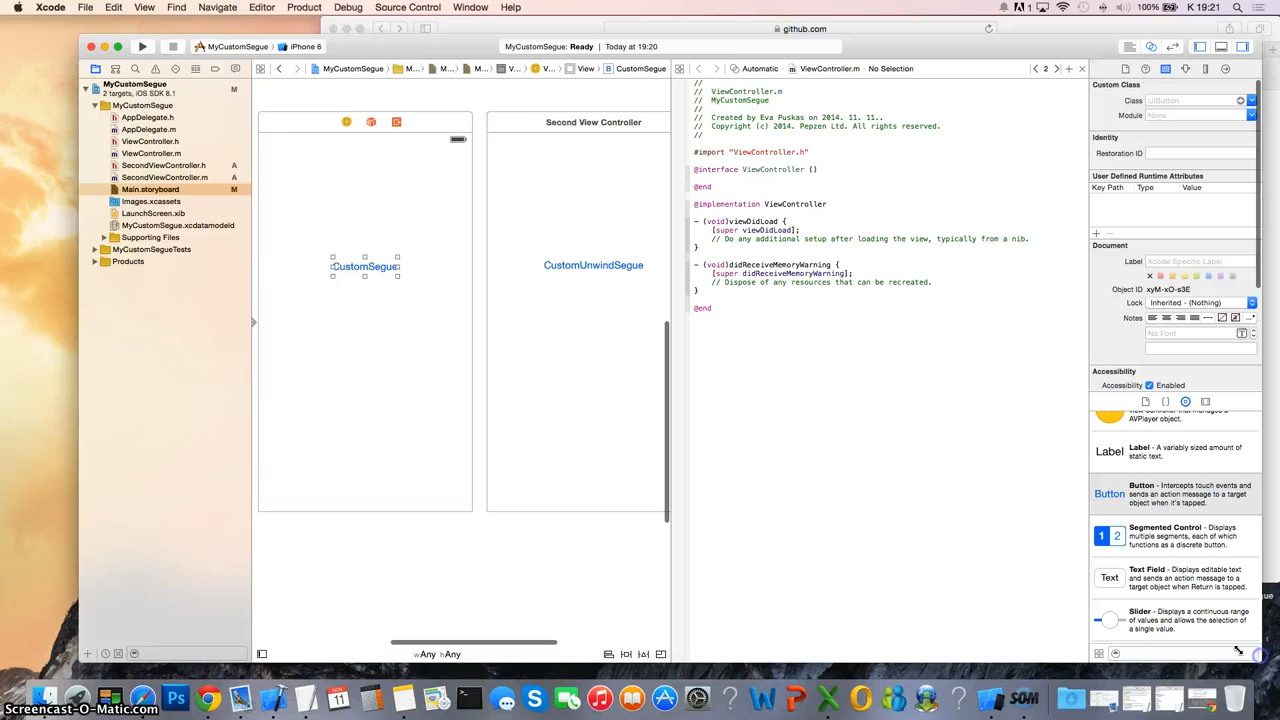 Xcode File Edit View Find Navigate Editor Product Debug Source Control Window Help
1 100% K 19:21
github.com
MyCustomSegue iPhone 6
MyCustomSegue: Ready | Today at 19:20
MyCustomSegue M... M... M... V... V... View CustomSegue
Automatic ViewController.m No Selection
2
MyCustomSegue M
2 targets, iOS SDK 8.1
MyCustomSegue
AppDelegate.h
AppDelegate.m
ViewController.h
ViewController.m
SecondViewController.h A
SecondViewController.m A
Main.storyboard M
Images.xcassets
LaunchScreen.xib
MyCustomSegue.xcdatamodeld
Supporting Files
MyCustomSegueTests
Products
CustomSegue
Second View Controller
CustomUnwindSegue
wAny hAny
//
// ViewController.m
// MyCustomSegue
//
// Created by Eva Puskas on 2014. 11. 11..
// Copyright (c) 2014. Pepzen Ltd. All rights reserved.
//
#import "ViewController.h"
@interface ViewController ()
@end
@implementation ViewController
- (void)viewDidLoad {
[super viewDidLoad];
// Do any additional setup after loading the view, typically from a nib.
}
- (void)didReceiveMemoryWarning {
[super didReceiveMemoryWarning];
// Dispose of any resources that can be recreated.
}
@end
Custom Class
Class UIButton
Module None
Identity
Restoration ID
User Defined Runtime Attributes
Key Path Type Value
Document
Label Xcode Specific Label
Object ID xyM-xO-s3E
Lock Inherited - (Nothing)
Notes
No Font
Accessibility
Accessibility Enabled
AVPlayer object.
Label Label - A variably sized amount of static text.
Button Button - Intercepts touch events and sends an action message to a target object when it's tapped.
1 2 Segmented Control - Displays multiple segments, each of which functions as a discrete button.
Text Text Field - Displays editable text and sends an action message to a target object when Return is tapped.
Slider - Displays a continuous range of values and allows the selection of a single value.
Screencast-O-Matic.com